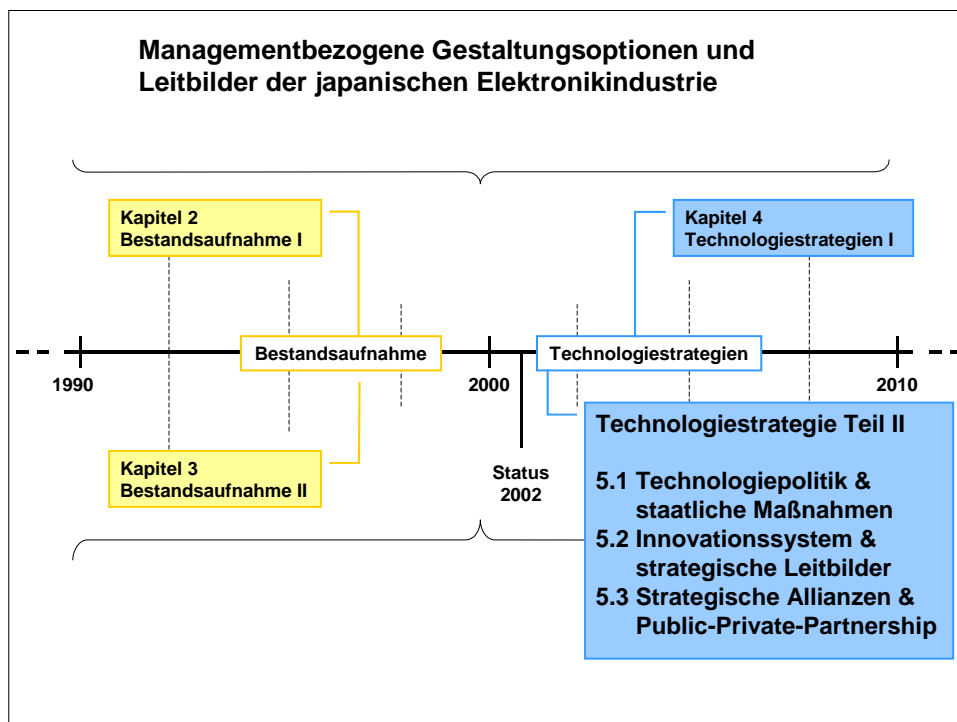 Managementbezogene Gestaltungsoptionen und
Leitbilder der japanischen Elektronikindustrie
Kapitel 2
Bestandsaufnahme I
Kapitel 4
Technologiestrategien I
Bestandsaufnahme
Technologiestrategien
1990
2000
2010
Kapitel 3
Bestandsaufnahme II
Status
2002
Technologiestrategie Teil II
5.1 Technologiepolitik &
staatliche Maßnahmen
5.2 Innovationssystem &
strategische Leitbilder
5.3 Strategische Allianzen &
Public-Private-Partnership